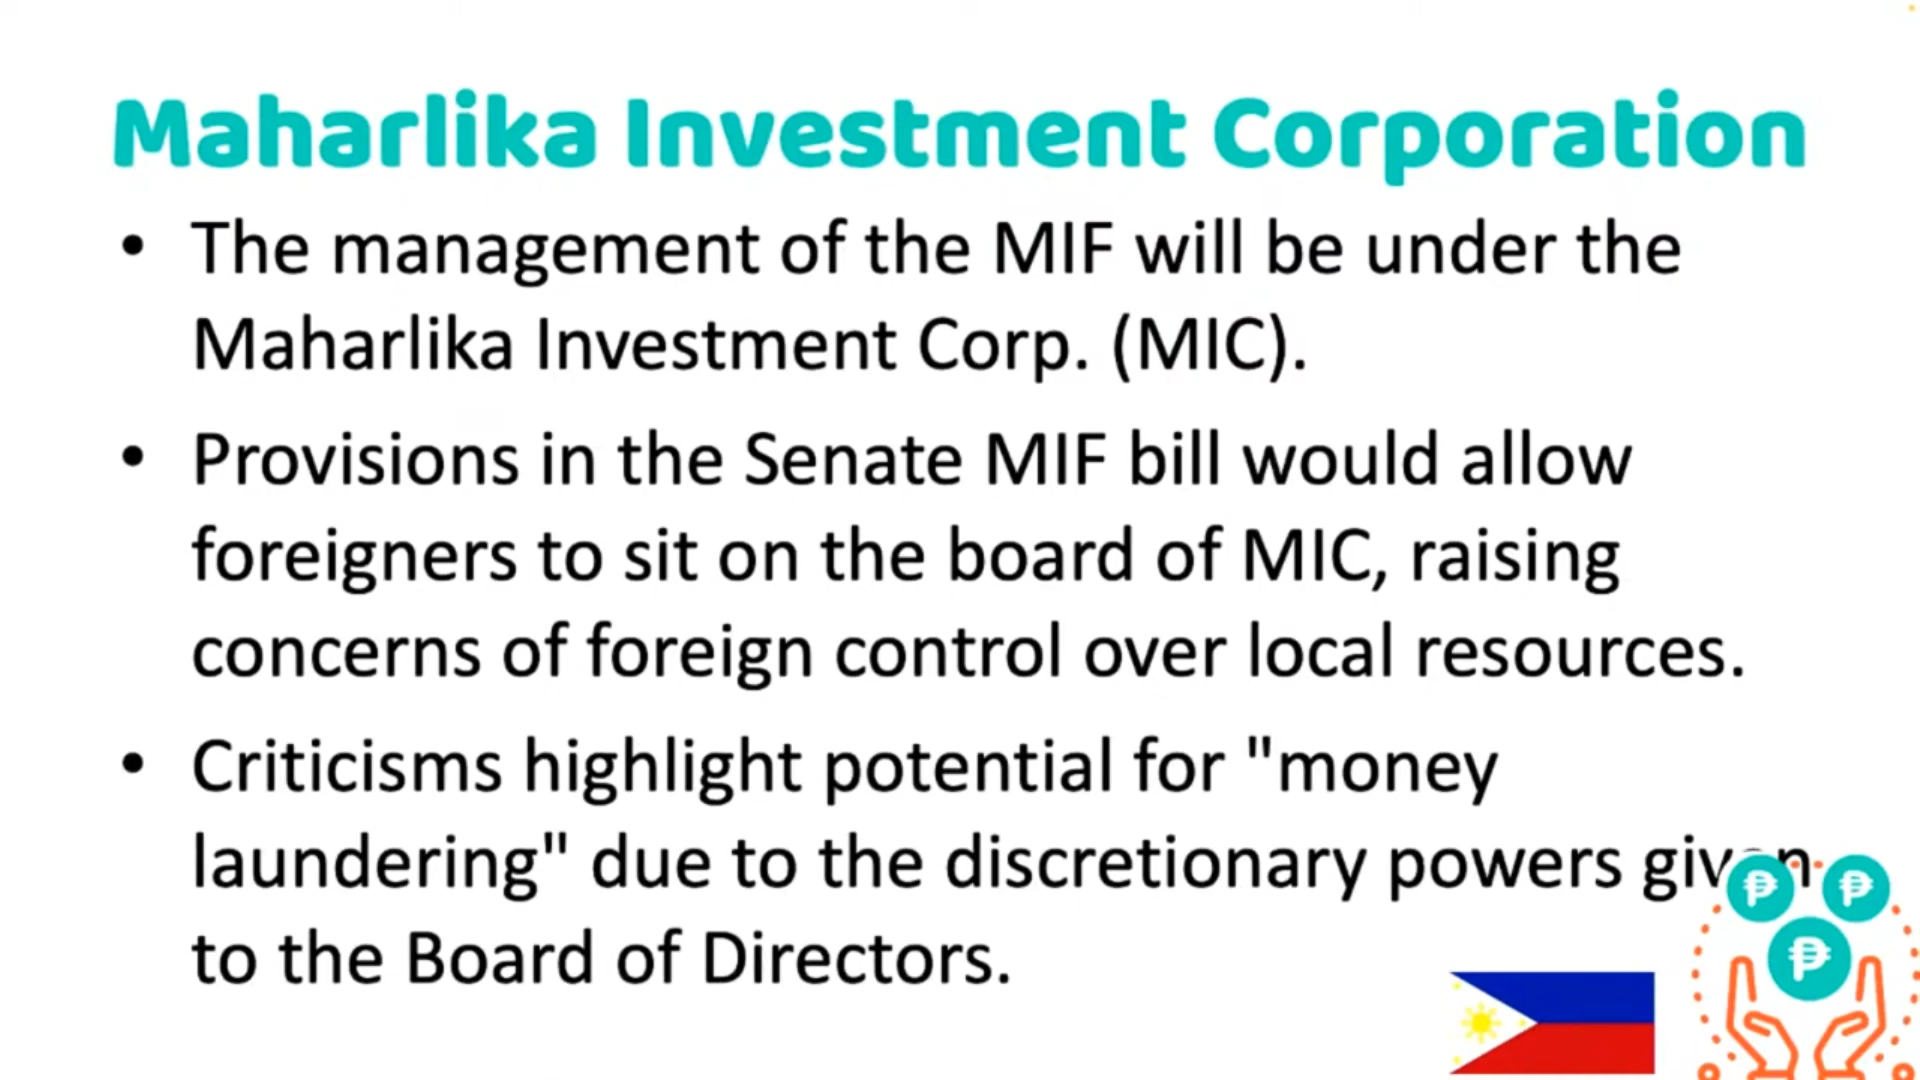 Maharlika Investment Corporation
• The management of the MIF will be under the
Maharlika Investment Corp. (MIC).
• Provisions in the Senate MIF bill would allow
foreigners to sit on the board of MIC, raising
concerns of foreign control over local resources.
• Criticisms highlight potential for "money
laundering" due to the discretionary powers given
to the Board of Directors.
₱ ₱
₱